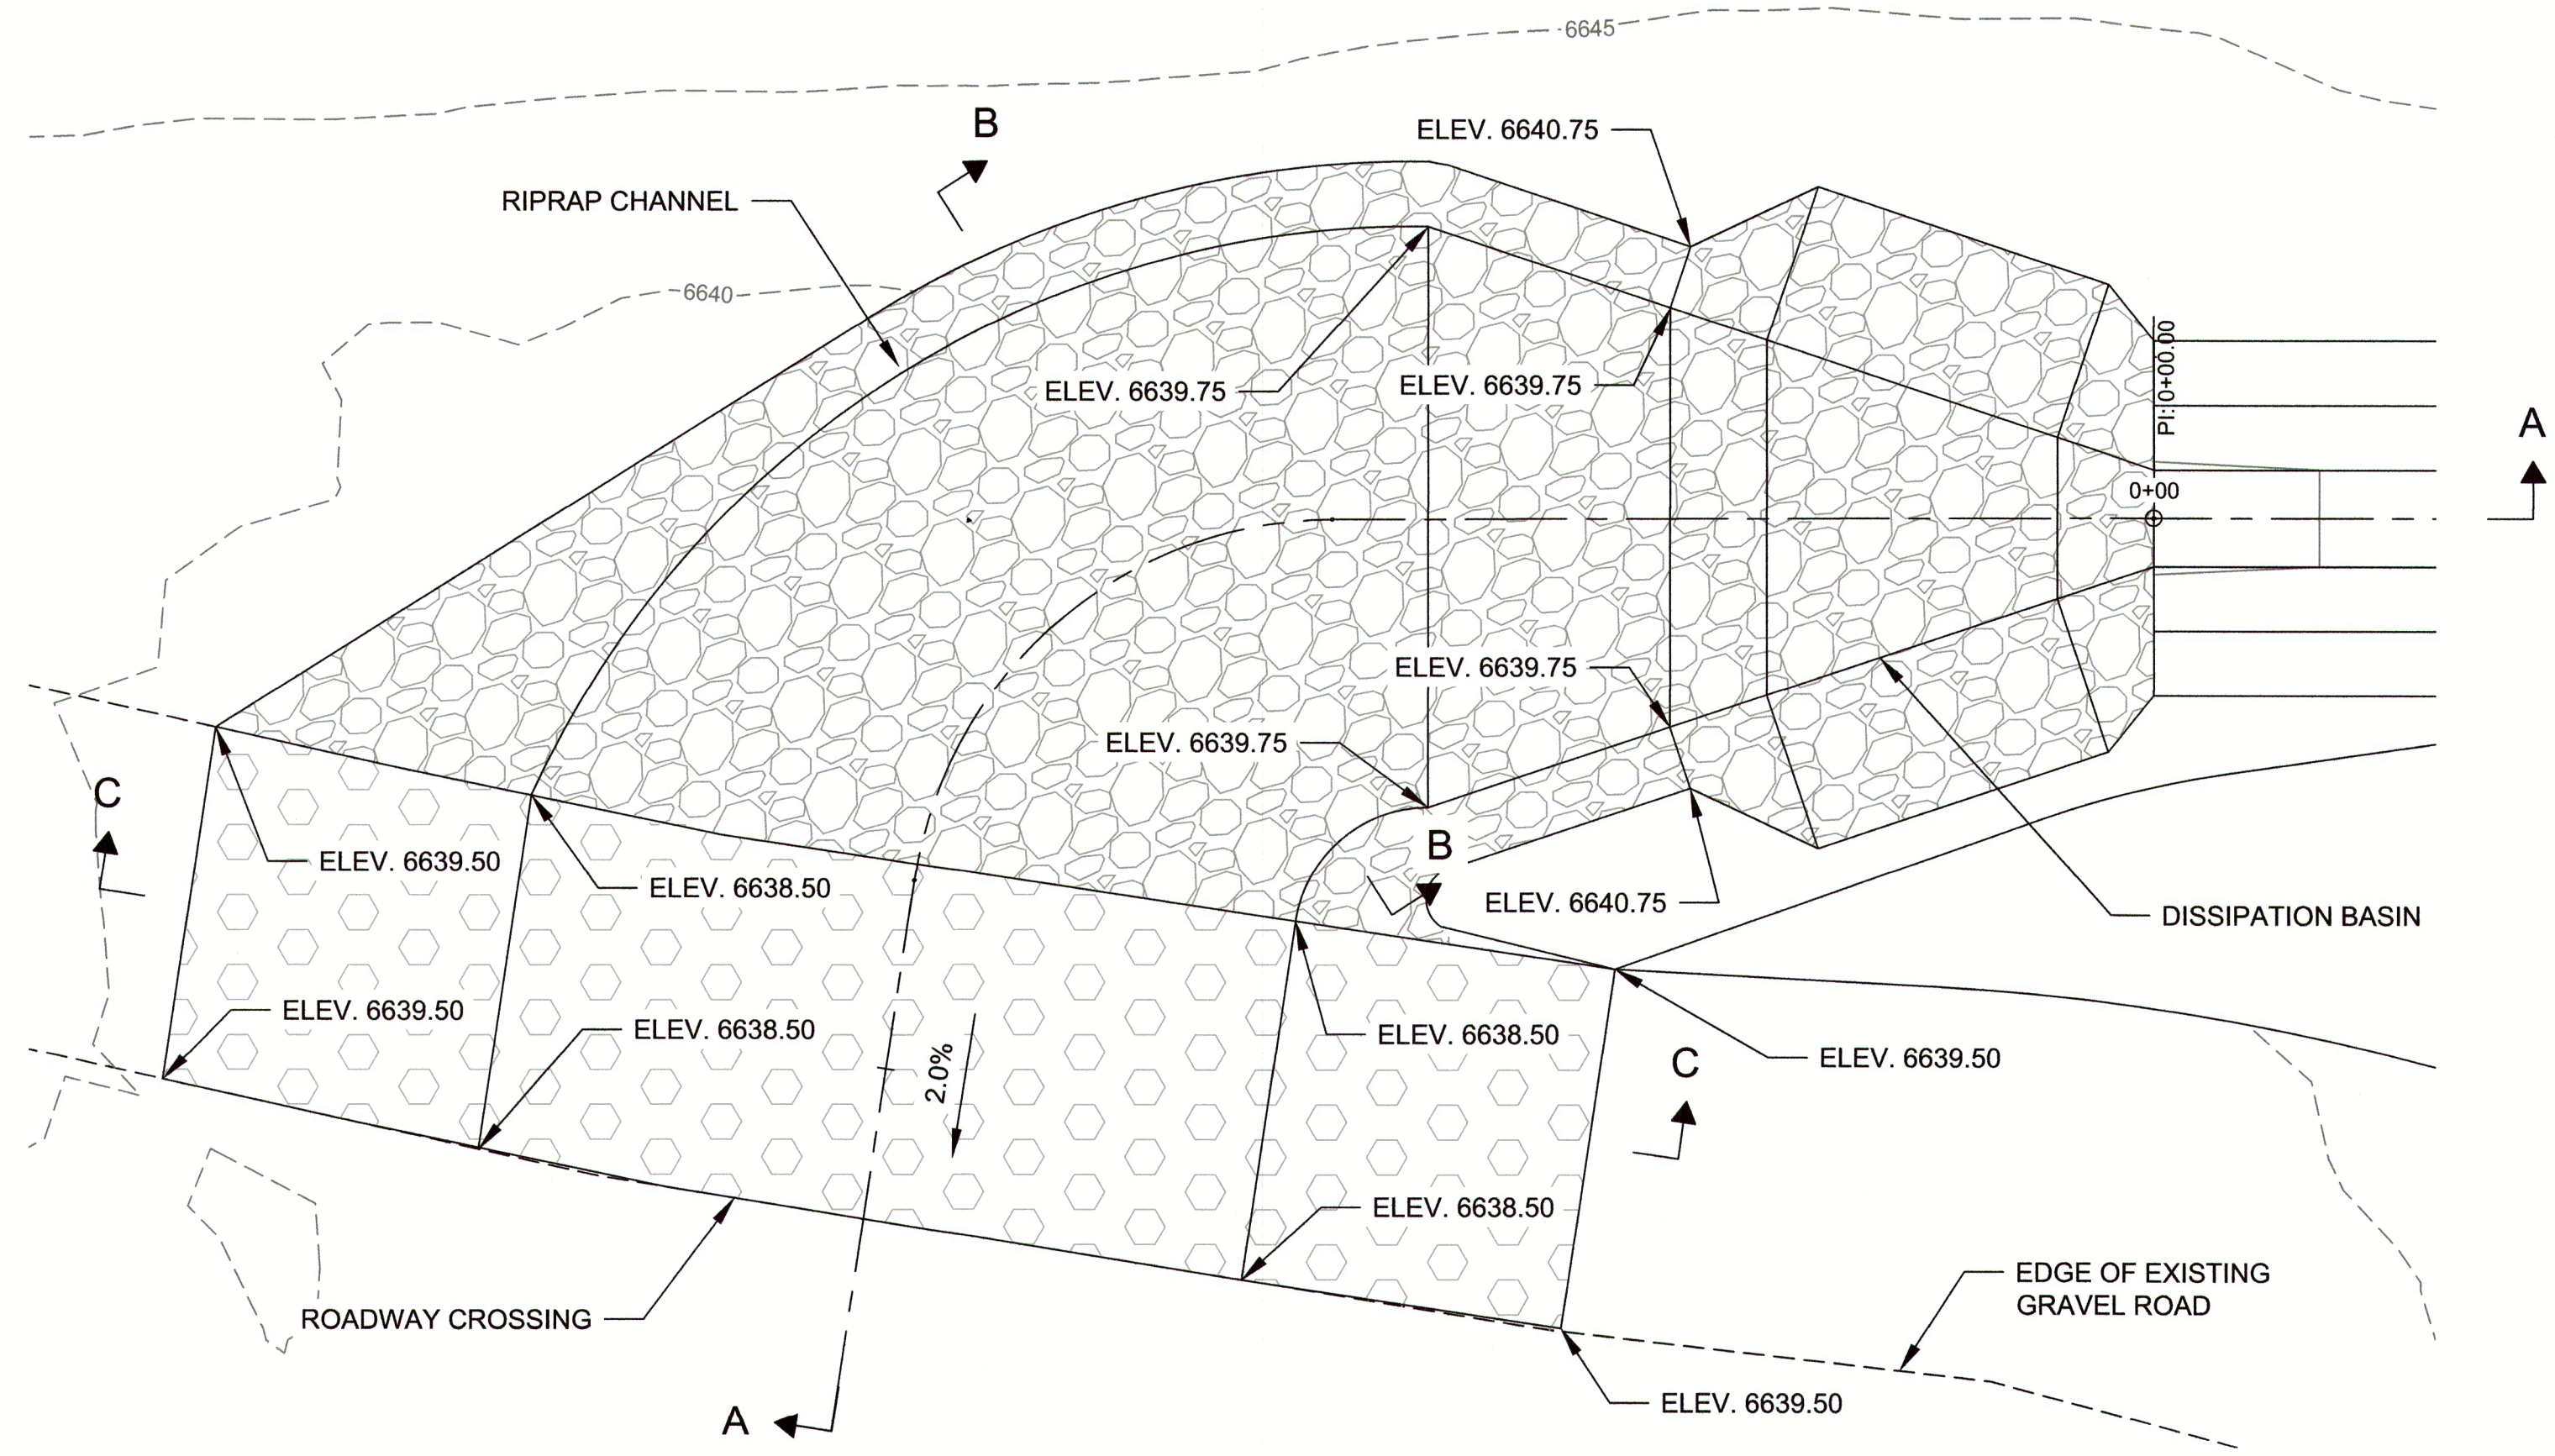 6645
B
ELEV. 6640.75
RIPRAP CHANNEL
6640
PI: 0+00.00
A
ELEV. 6639.75
ELEV. 6639.75
0+00
ELEV. 6639.75
ELEV. 6639.75
C
B
ELEV. 6639.50
ELEV. 6638.50
ELEV. 6640.75
DISSIPATION BASIN
ELEV. 6639.50
ELEV. 6638.50
ELEV. 6638.50
ELEV. 6639.50
C
2.0%
ELEV. 6638.50
EDGE OF EXISTING
GRAVEL ROAD
ROADWAY CROSSING
ELEV. 6639.50
A